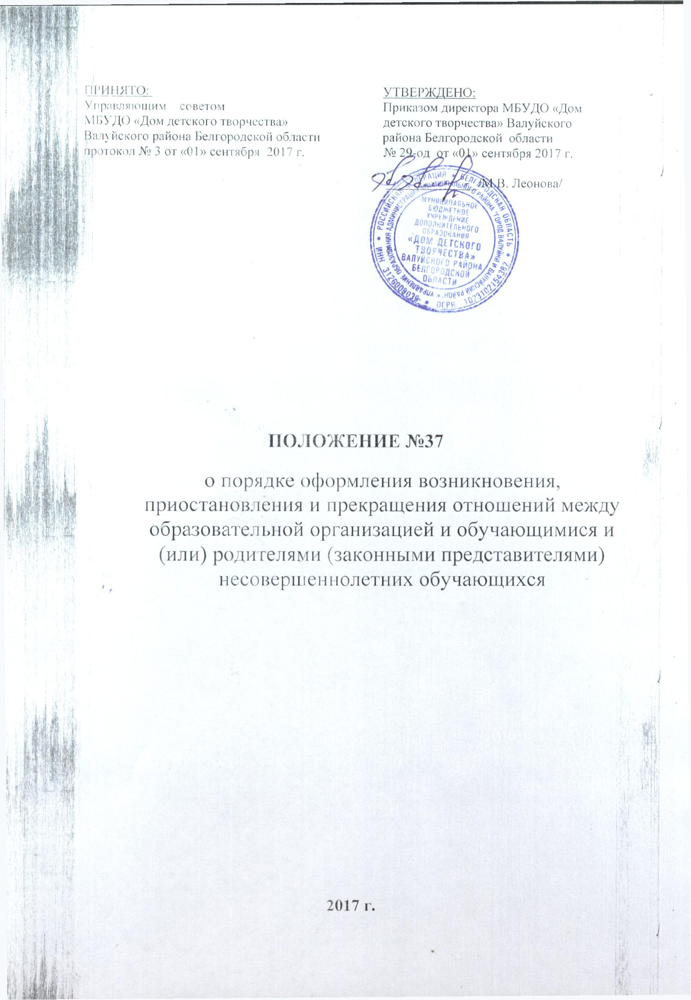 ПРИНЯТО:
Управляющим совет​ом
МБУДО «Дом детского творчества»
Валуйского района Белгородской области
протокол № 3 от «01» сентября 2017 г.
УТВЕРЖДЕНО:
Приказом директора МБУДО «Дом
детского творчества» Валуйского
района Белгородской области
№ 29-од от «01» сентября 2017 г.
/М.В. Леонова/
РОССИЙСКАЯ ФЕДЕРАЦИЯ * БЕЛГОРОДСКАЯ ОБЛАСТЬ *
ОГРН 1023102154382
ИНН 3126009039 *
УПРАВЛЕНИЕ ОБРАЗОВАНИЯ АДМИНИСТРАЦИИ МУНИЦИПАЛЬНОГО РАЙОНА "ГОРОД ВАЛУЙКИ И ВАЛУЙСКИЙ РАЙОН" *
МУНИЦИПАЛЬНОЕ
БЮДЖЕТНОЕ
УЧРЕЖДЕНИЕ
ДОПОЛНИТЕЛЬНОГО
ОБРАЗОВАНИЯ
«ДОМ ДЕТСКОГО
ТВОРЧЕСТВА»
ВАЛУЙСКОГО РАЙОНА
БЕЛГОРОДСКОЙ
ОБЛАСТИ
ПОЛОЖЕНИЕ №37
о порядке оформления возникновения,
приостановления и прекращения отношений между
образовательной организацией и обучающимися и
(или) родителями (законными представителями)
несовершеннолетних обучающихся
2017 г.